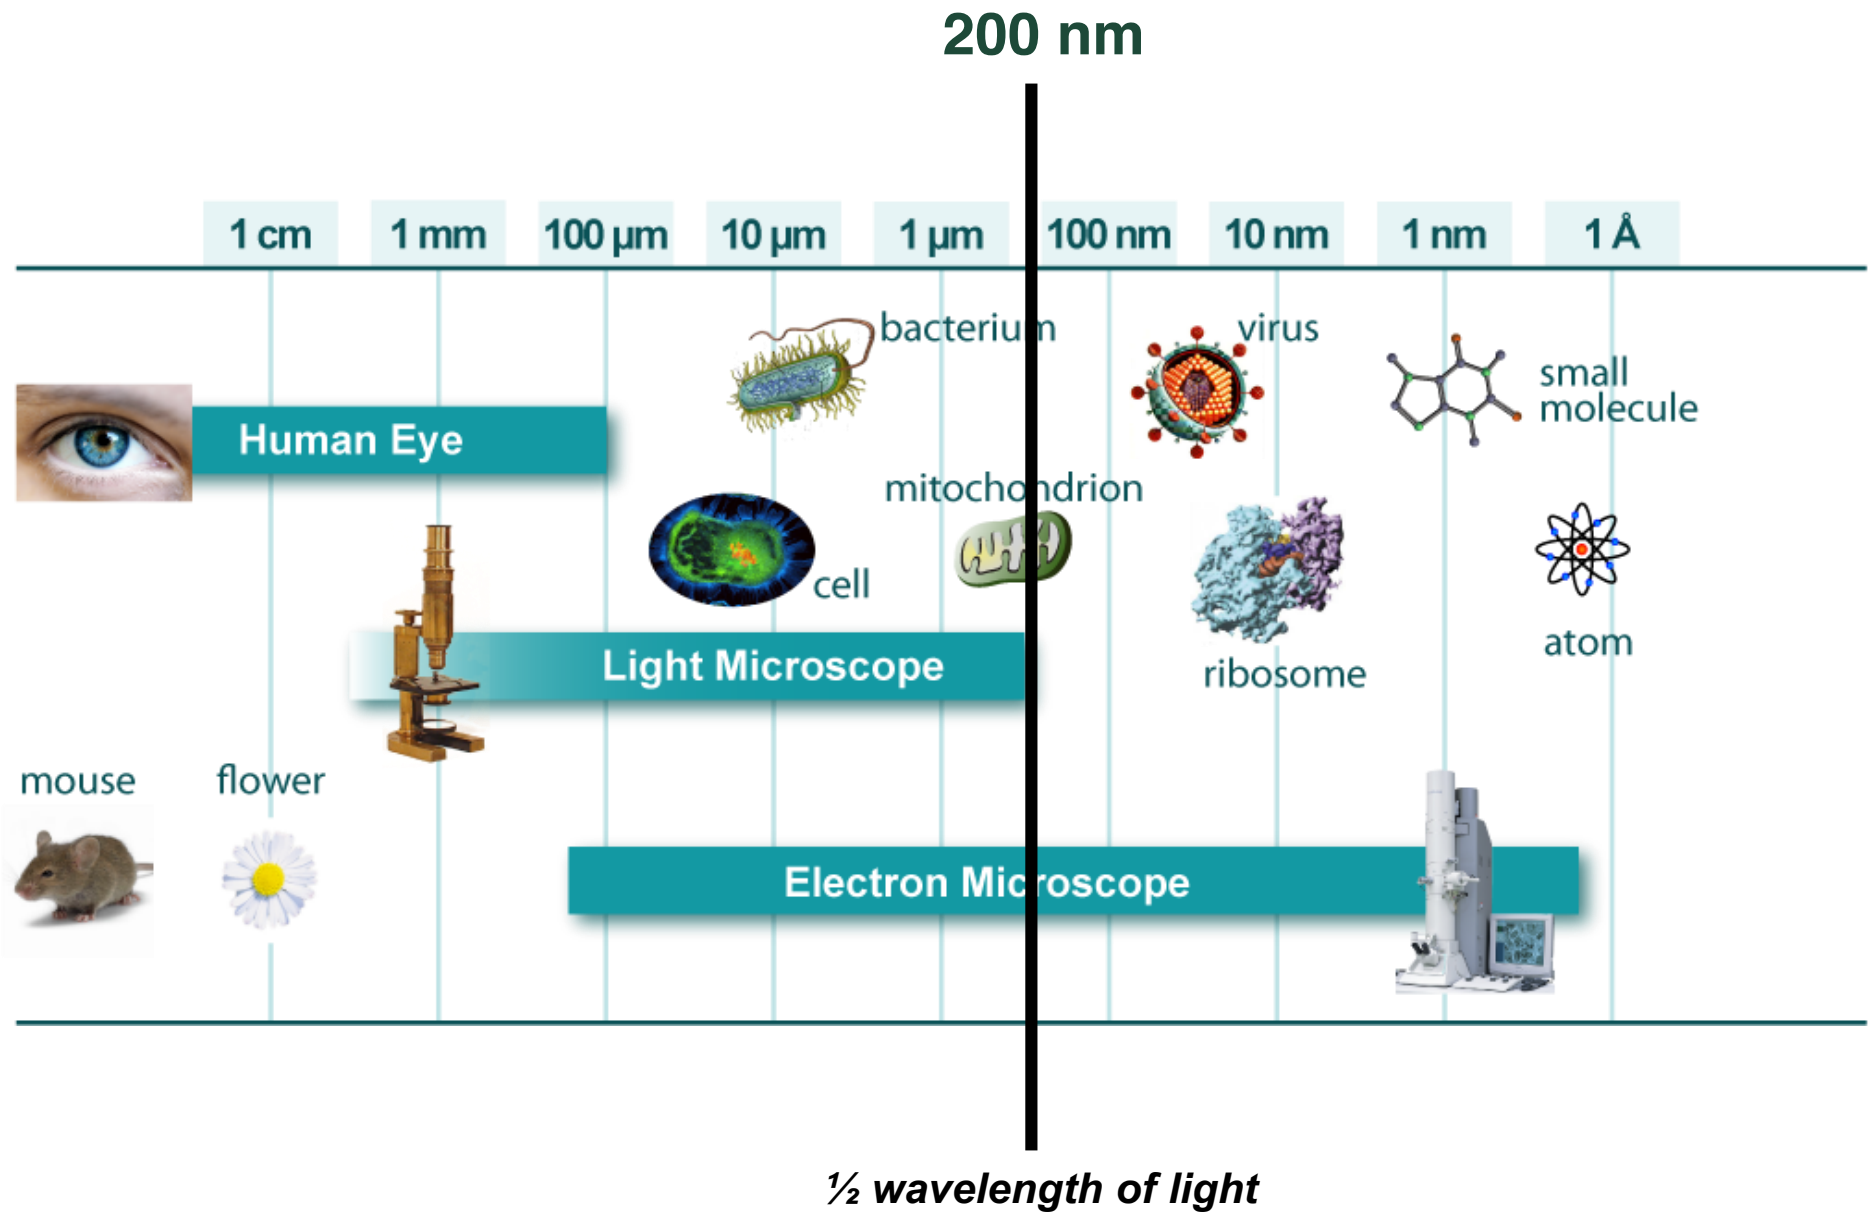 200 nm
1 cm
1 mm
100 µm
10 µm
1 µm
100 nm
10 nm
1 nm
1 Å
bacterium
virus
small
molecule
Human Eye
mitochondrion
cell
atom
Light Microscope
ribosome
mouse
flower
Electron Microscope
½ wavelength of light